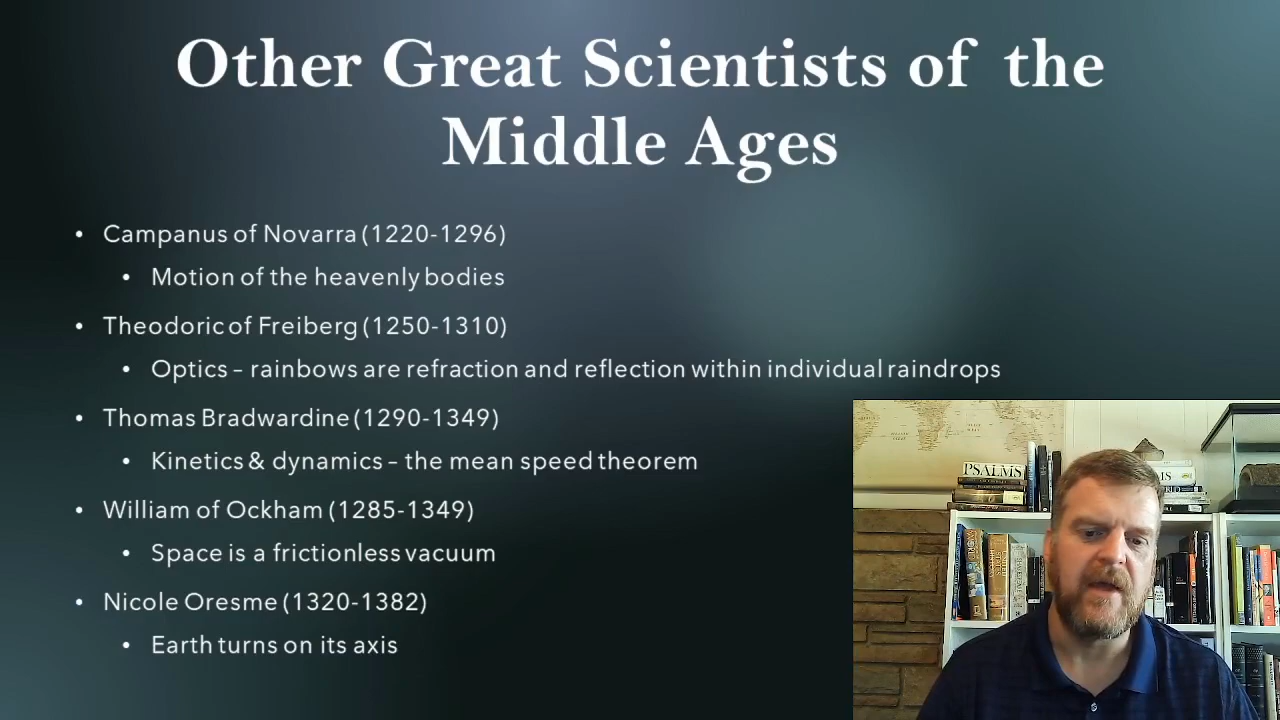 Other Great Scientists of the
Middle Ages
• Campanus of Novarra (1220-1296)
• Motion of the heavenly bodies
• Theodoric of Freiberg (1250-1310)
• Optics – rainbows are refraction and reflection within individual raindrops
• Thomas Bradwardine (1290-1349)
• Kinetics & dynamics – the mean speed theorem
• William of Ockham (1285-1349)
• Space is a frictionless vacuum
• Nicole Oresme (1320-1382)
• Earth turns on its axis
PSALMS